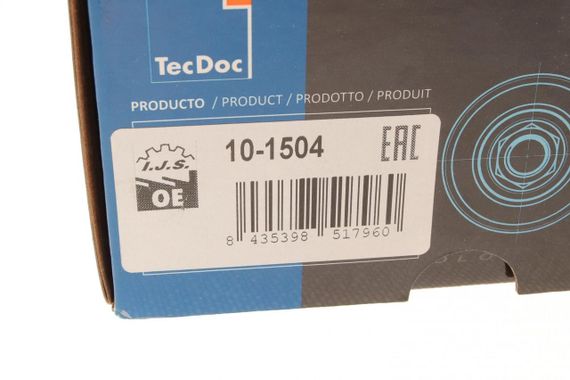 TecDoc
PRODUCTO / PRODUCT / PRODOTTO / PRODUIT
I.J.S.
10-1504
EAC
OE
8 435398 517960